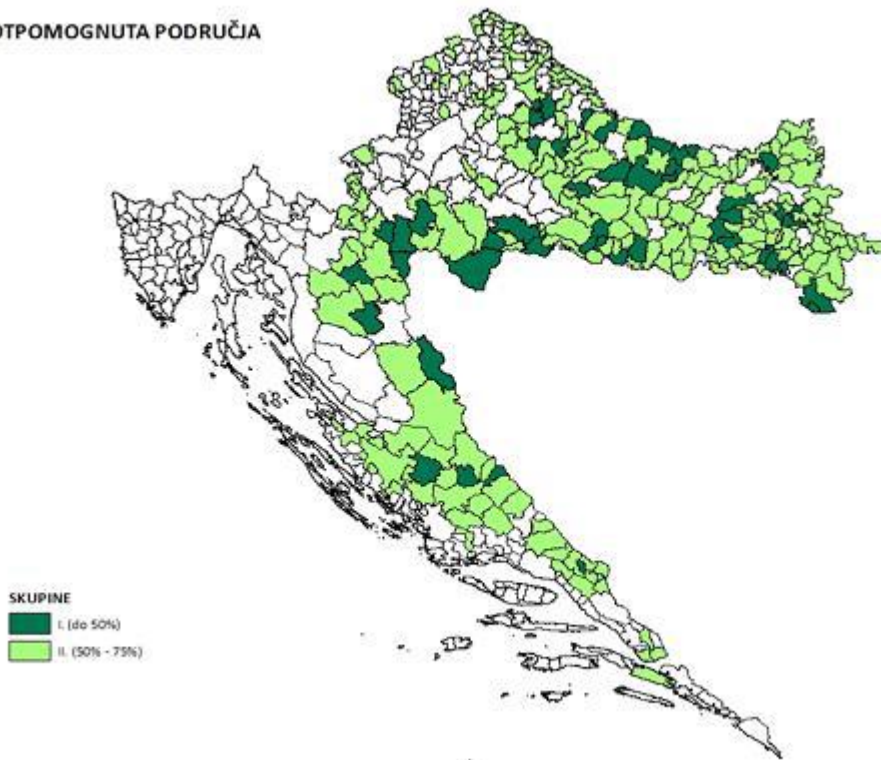 OTPOMOGNUTA PODRUČJA
SKUPINE
I. (do 50%)
II. (50% - 75%)